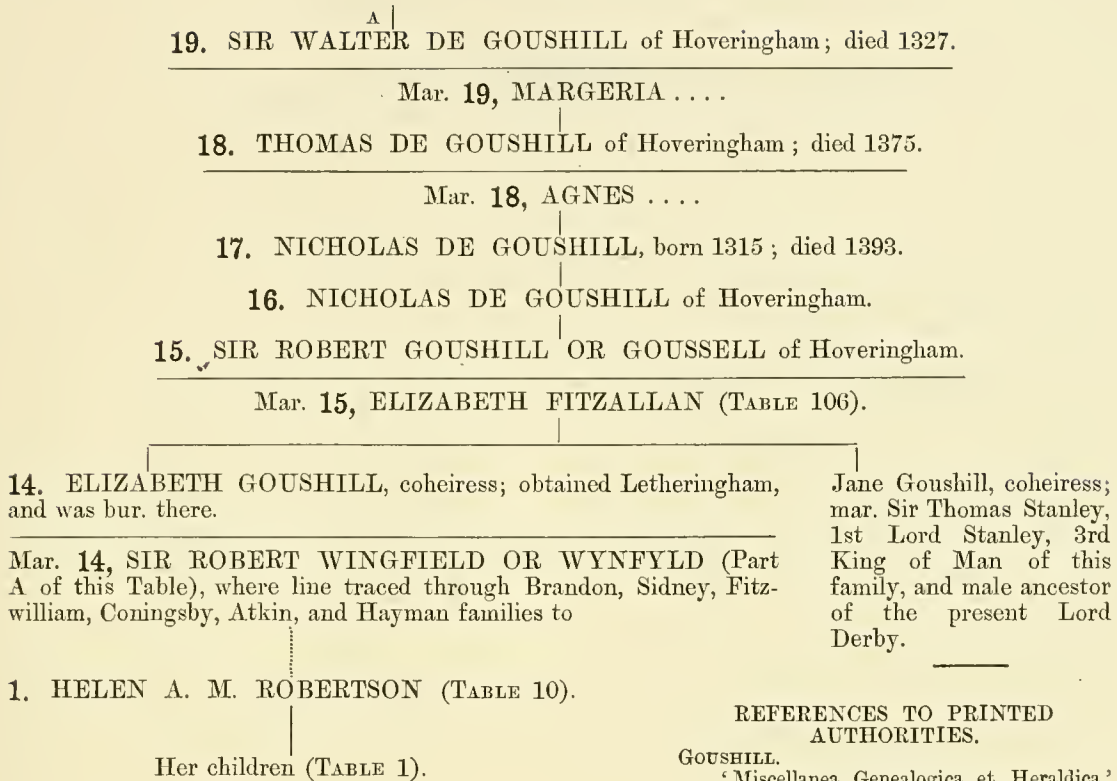 A
19. SIR WALTER DE GOUSHILL of Hoveringham; died 1327.
Mar. 19, MARGERIA ....
18. THOMAS DE GOUSHILL of Hoveringham; died 1375.
Mar. 18, AGNES ....
17. NICHOLAS DE GOUSHILL, born 1315; died 1393.
16. NICHOLAS DE GOUSHILL of Hoveringham.
15. SIR ROBERT GOUSHILL OR GOUSSELL of Hoveringham.
Mar. 15, ELIZABETH FITZALLAN (TABLE 106).
14. ELIZABETH GOUSHILL, coheiress; obtained Letheringham,
and was bur. there.
Mar. 14, SIR ROBERT WINGFIELD OR WYNFYLD (Part
A of this Table), where line traced through Brandon, Sidney, Fitz-
william, Coningsby, Atkin, and Hayman families to
1. HELEN A. M. ROBERTSON (TABLE 10).
Her children (TABLE 1).
Jane Goushill, coheiress;
mar. Sir Thomas Stanley,
1st Lord Stanley, 3rd
King of Man of this
family, and male ancestor
of the present Lord
Derby.
REFERENCES TO PRINTED
AUTHORITIES.
GOUSHILL.
'Miscellanea Genealogica et Heraldica,'